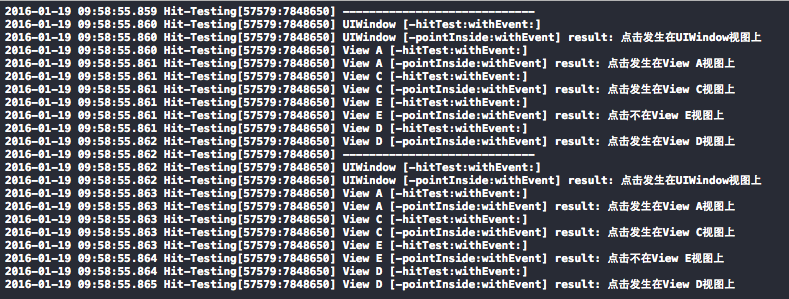 2016-01-19 09:58:55.859 Hit-Testing[57579:7848650] -----------------------------
2016-01-19 09:58:55.860 Hit-Testing[57579:7848650] UIWindow [-hitTest:withEvent:]
2016-01-19 09:58:55.860 Hit-Testing[57579:7848650] UIWindow [-pointInside:withEvent] result: 点击发生在UIWindow视图上
2016-01-19 09:58:55.860 Hit-Testing[57579:7848650] View A [-hitTest:withEvent:]
2016-01-19 09:58:55.861 Hit-Testing[57579:7848650] View A [-pointInside:withEvent] result: 点击发生在View A视图上
2016-01-19 09:58:55.861 Hit-Testing[57579:7848650] View C [-hitTest:withEvent:]
2016-01-19 09:58:55.861 Hit-Testing[57579:7848650] View C [-pointInside:withEvent] result: 点击发生在View C视图上
2016-01-19 09:58:55.861 Hit-Testing[57579:7848650] View E [-hitTest:withEvent:]
2016-01-19 09:58:55.861 Hit-Testing[57579:7848650] View E [-pointInside:withEvent] result: 点击不在View E视图上
2016-01-19 09:58:55.861 Hit-Testing[57579:7848650] View D [-hitTest:withEvent:]
2016-01-19 09:58:55.862 Hit-Testing[57579:7848650] View D [-pointInside:withEvent] result: 点击发生在View D视图上
2016-01-19 09:58:55.862 Hit-Testing[57579:7848650] -----------------------------
2016-01-19 09:58:55.862 Hit-Testing[57579:7848650] UIWindow [-hitTest:withEvent:]
2016-01-19 09:58:55.862 Hit-Testing[57579:7848650] UIWindow [-pointInside:withEvent] result: 点击发生在UIWindow视图上
2016-01-19 09:58:55.863 Hit-Testing[57579:7848650] View A [-hitTest:withEvent:]
2016-01-19 09:58:55.863 Hit-Testing[57579:7848650] View A [-pointInside:withEvent] result: 点击发生在View A视图上
2016-01-19 09:58:55.863 Hit-Testing[57579:7848650] View C [-hitTest:withEvent:]
2016-01-19 09:58:55.863 Hit-Testing[57579:7848650] View C [-pointInside:withEvent] result: 点击发生在View C视图上
2016-01-19 09:58:55.863 Hit-Testing[57579:7848650] View E [-hitTest:withEvent:]
2016-01-19 09:58:55.864 Hit-Testing[57579:7848650] View E [-pointInside:withEvent] result: 点击不在View E视图上
2016-01-19 09:58:55.864 Hit-Testing[57579:7848650] View D [-hitTest:withEvent:]
2016-01-19 09:58:55.865 Hit-Testing[57579:7848650] View D [-pointInside:withEvent] result: 点击发生在View D视图上